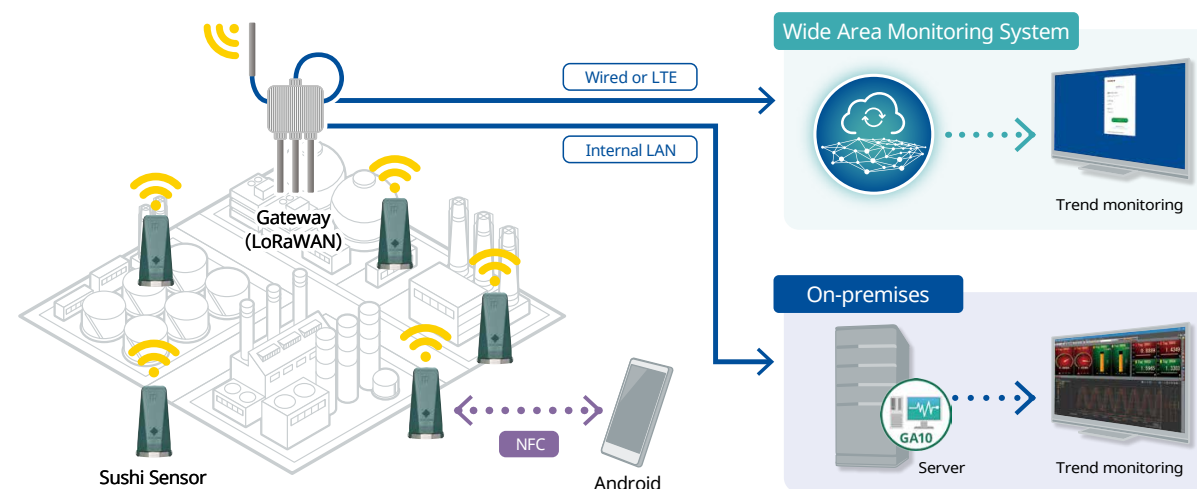 Wide Area Monitoring System
Wired or LTE
Internal LAN
Trend monitoring
Gateway
(LoRaWAN)
On-premises
GA10
Server
Trend monitoring
NFC
Sushi Sensor
Android